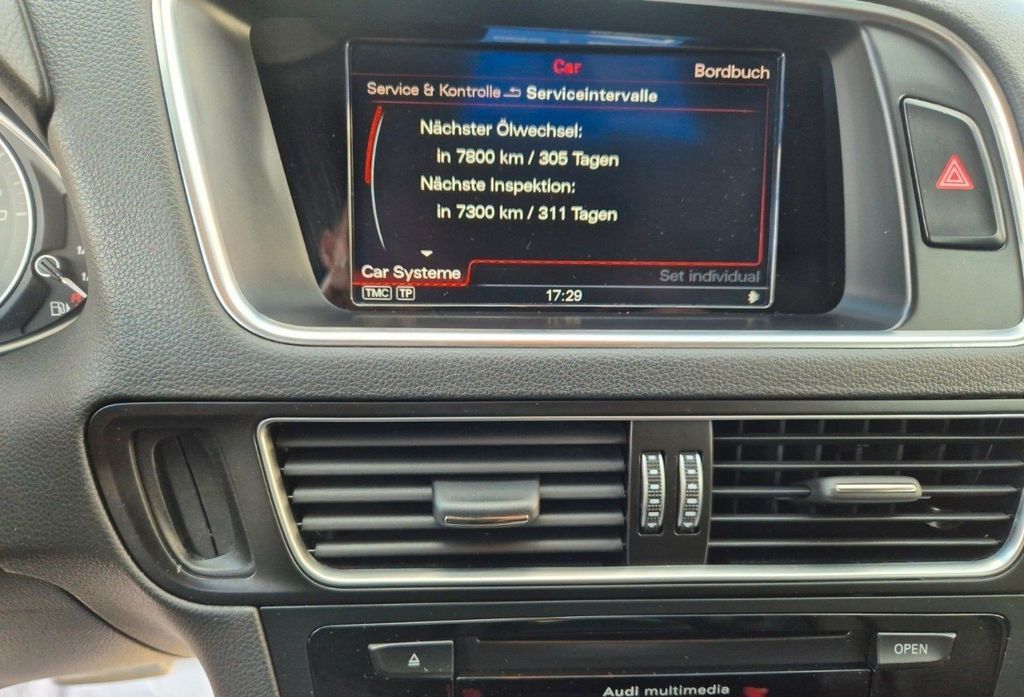 Car
Bordbuch
Service & Kontrolle Serviceintervalle
Nächster Ölwechsel:
in 7800 km / 305 Tagen
Nächste Inspektion:
in 7300 km / 311 Tagen
Car Systeme
Set individual
TMC TP
17:29
OPEN
Audi multimedia